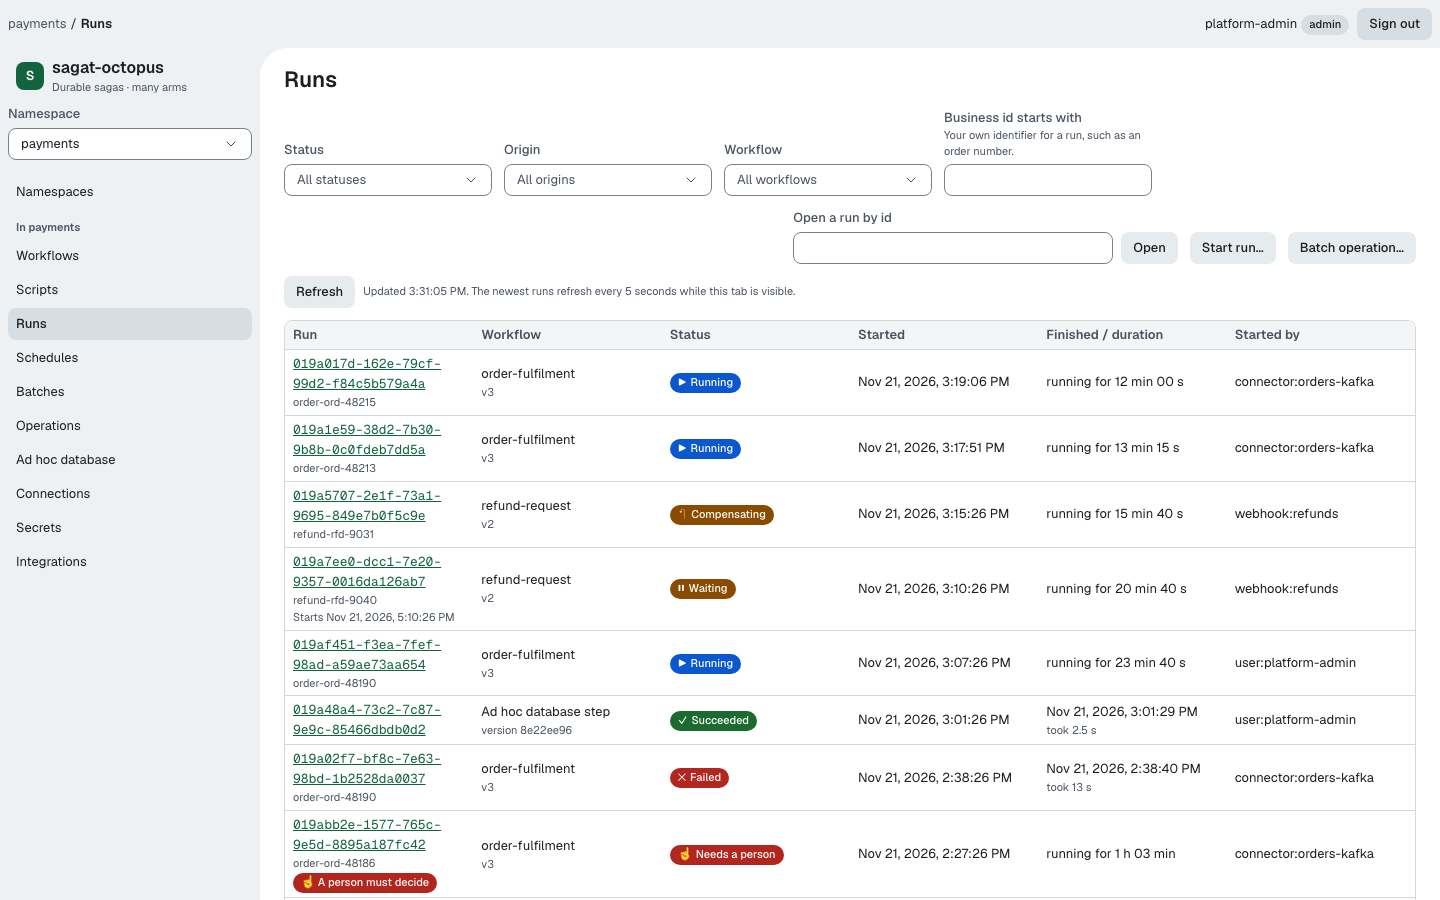 payments / Runs
platform-admin admin Sign out
S sagat-octopus
Durable sagas · many arms
Namespace
payments
Namespaces
In payments
Workflows
Scripts
Runs
Schedules
Batches
Operations
Ad hoc database
Connections
Secrets
Integrations
Runs
Status
All statuses
Origin
All origins
Workflow
All workflows
Business id starts with
Your own identifier for a run, such as an
order number.
Open a run by id
Open Start run... Batch operation...
Refresh Updated 3:31:05 PM. The newest runs refresh every 5 seconds while this tab is visible.
Run Workflow Status Started Finished / duration Started by
019a017d-162e-79cf-
99d2-f84c5b579a4a
order-ord-48215
order-fulfilment
v3
Running
Nov 21, 2026, 3:19:06 PM
running for 12 min 00 s
connector:orders-kafka
019a1e59-38d2-7b30-
9b8b-0c0fdeb7dd5a
order-ord-48213
order-fulfilment
v3
Running
Nov 21, 2026, 3:17:51 PM
running for 13 min 15 s
connector:orders-kafka
019a5707-2e1f-73a1-
9695-849e7b0f5c9e
refund-rfd-9031
refund-request
v2
Compensating
Nov 21, 2026, 3:15:26 PM
running for 15 min 40 s
webhook:refunds
019a7ee0-dcc1-7e20-
9357-0016da126ab7
refund-rfd-9040
Starts Nov 21, 2026, 5:10:26 PM
refund-request
v2
Waiting
Nov 21, 2026, 3:10:26 PM
running for 20 min 40 s
webhook:refunds
019af451-f3ea-7fef-
98ad-a59ae73aa654
order-ord-48190
order-fulfilment
v3
Running
Nov 21, 2026, 3:07:26 PM
running for 23 min 40 s
user:platform-admin
019a48a4-73c2-7c87-
9e9c-85466dbdb0d2
Ad hoc database step
version 8e22ee96
Succeeded
Nov 21, 2026, 3:01:26 PM
Nov 21, 2026, 3:01:29 PM
took 2.5 s
user:platform-admin
019a02f7-bf8c-7e63-
98bd-1b2528da0037
order-ord-48190
order-fulfilment
v3
Failed
Nov 21, 2026, 2:38:26 PM
Nov 21, 2026, 2:38:40 PM
took 13 s
connector:orders-kafka
019abb2e-1577-765c-
9e5d-8895a187fc42
order-ord-48186
A person must decide
order-fulfilment
v3
Needs a person
Nov 21, 2026, 2:27:26 PM
running for 1 h 03 min
connector:orders-kafka